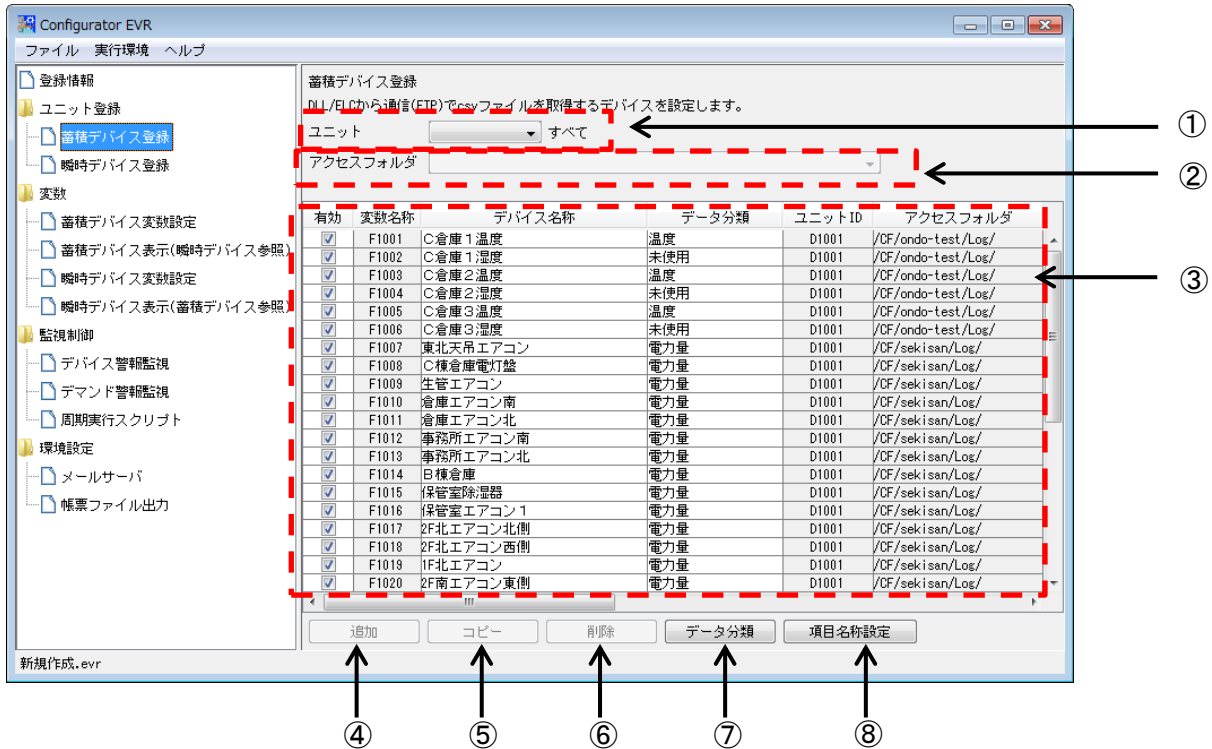 Configurator EVR
ファイル 実行環境 ヘルプ
登録情報
ユニット登録
蓄積デバイス登録
瞬時デバイス登録
変数
蓄積デバイス変数設定
蓄積デバイス表示(瞬時デバイス参照)
瞬時デバイス変数設定
瞬時デバイス表示(蓄積デバイス参照)
監視制御
デバイス警報監視
デマンド警報監視
周期実行スクリプト
環境設定
メールサーバ
帳票ファイル出力
蓄積デバイス登録
DLL/ELCから通信(FTP)でcsvファイルを取得するデバイスを設定します。
ユニット すべて
①
アクセスフォルダ
②
有効 変数名称 デバイス名称 データ分類 ユニットID アクセスフォルダ
F1001 C倉庫1温度 温度 D1001 /CF/ondo-test/Log/
F1002 C倉庫1湿度 未使用 D1001 /CF/ondo-test/Log/
F1003 C倉庫2温度 温度 D1001 /CF/ondo-test/Log/
③
F1004 C倉庫2湿度 未使用 D1001 /CF/ondo-test/Log/
F1005 C倉庫3温度 温度 D1001 /CF/ondo-test/Log/
F1006 C倉庫3湿度 未使用 D1001 /CF/ondo-test/Log/
F1007 東北天吊エアコン 電力量 D1001 /CF/sekisan/Log/
F1008 C棟倉庫電灯盤 電力量 D1001 /CF/sekisan/Log/
F1009 生管エアコン 電力量 D1001 /CF/sekisan/Log/
F1010 倉庫エアコン南 電力量 D1001 /CF/sekisan/Log/
F1011 倉庫エアコン北 電力量 D1001 /CF/sekisan/Log/
F1012 事務所エアコン南 電力量 D1001 /CF/sekisan/Log/
F1013 事務所エアコン北 電力量 D1001 /CF/sekisan/Log/
F1014 B棟倉庫 電力量 D1001 /CF/sekisan/Log/
F1015 保管室除湿器 電力量 D1001 /CF/sekisan/Log/
F1016 保管室エアコン1 電力量 D1001 /CF/sekisan/Log/
F1017 2F北エアコン北側 電力量 D1001 /CF/sekisan/Log/
F1018 2F北エアコン西側 電力量 D1001 /CF/sekisan/Log/
F1019 1F北エアコン 電力量 D1001 /CF/sekisan/Log/
F1020 2F南エアコン東側 電力量 D1001 /CF/sekisan/Log/
追加 コピー 削除 データ分類 項目名称設定
新規作成.evr
④ ⑤ ⑥ ⑦ ⑧